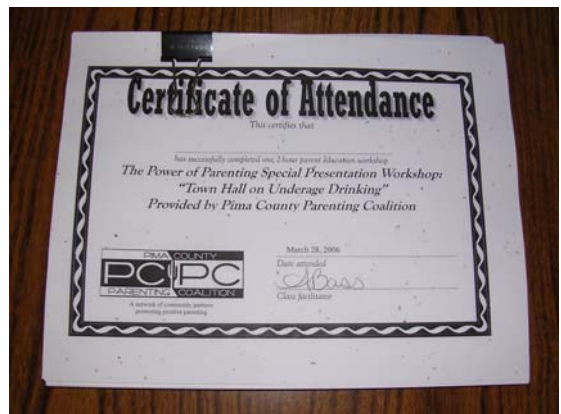 Certificate of Attendance
This certifies that
has successfully completed one, 2-hour parent education workshop
The Power of Parenting Special Presentation Workshop:
"Town Hall on Underage Drinking"
Provided by Pima County Parenting Coalition
PIMA COUNTY
PCPC
PARENTING COALITION
A network of community partners
promoting positive parenting
March 28, 2006
Date attended
ABass
Class facilitator